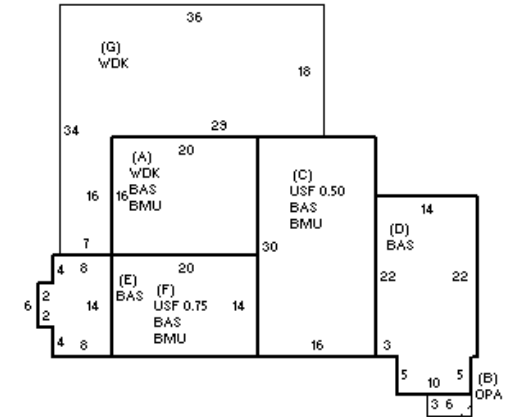 36
(G)
WDK
18
34
29
20
(A)
WDK
BAS
BMU
16
16
(C)
USF 0.50
BAS
BMU
14
(D)
BAS
7
30
4
8
20
(E)
BAS
(F)
USF 0.75
BAS
BMU
22
22
6
2
2
14
14
4
8
16
3
5
10
5
(B)
OPA
3
6